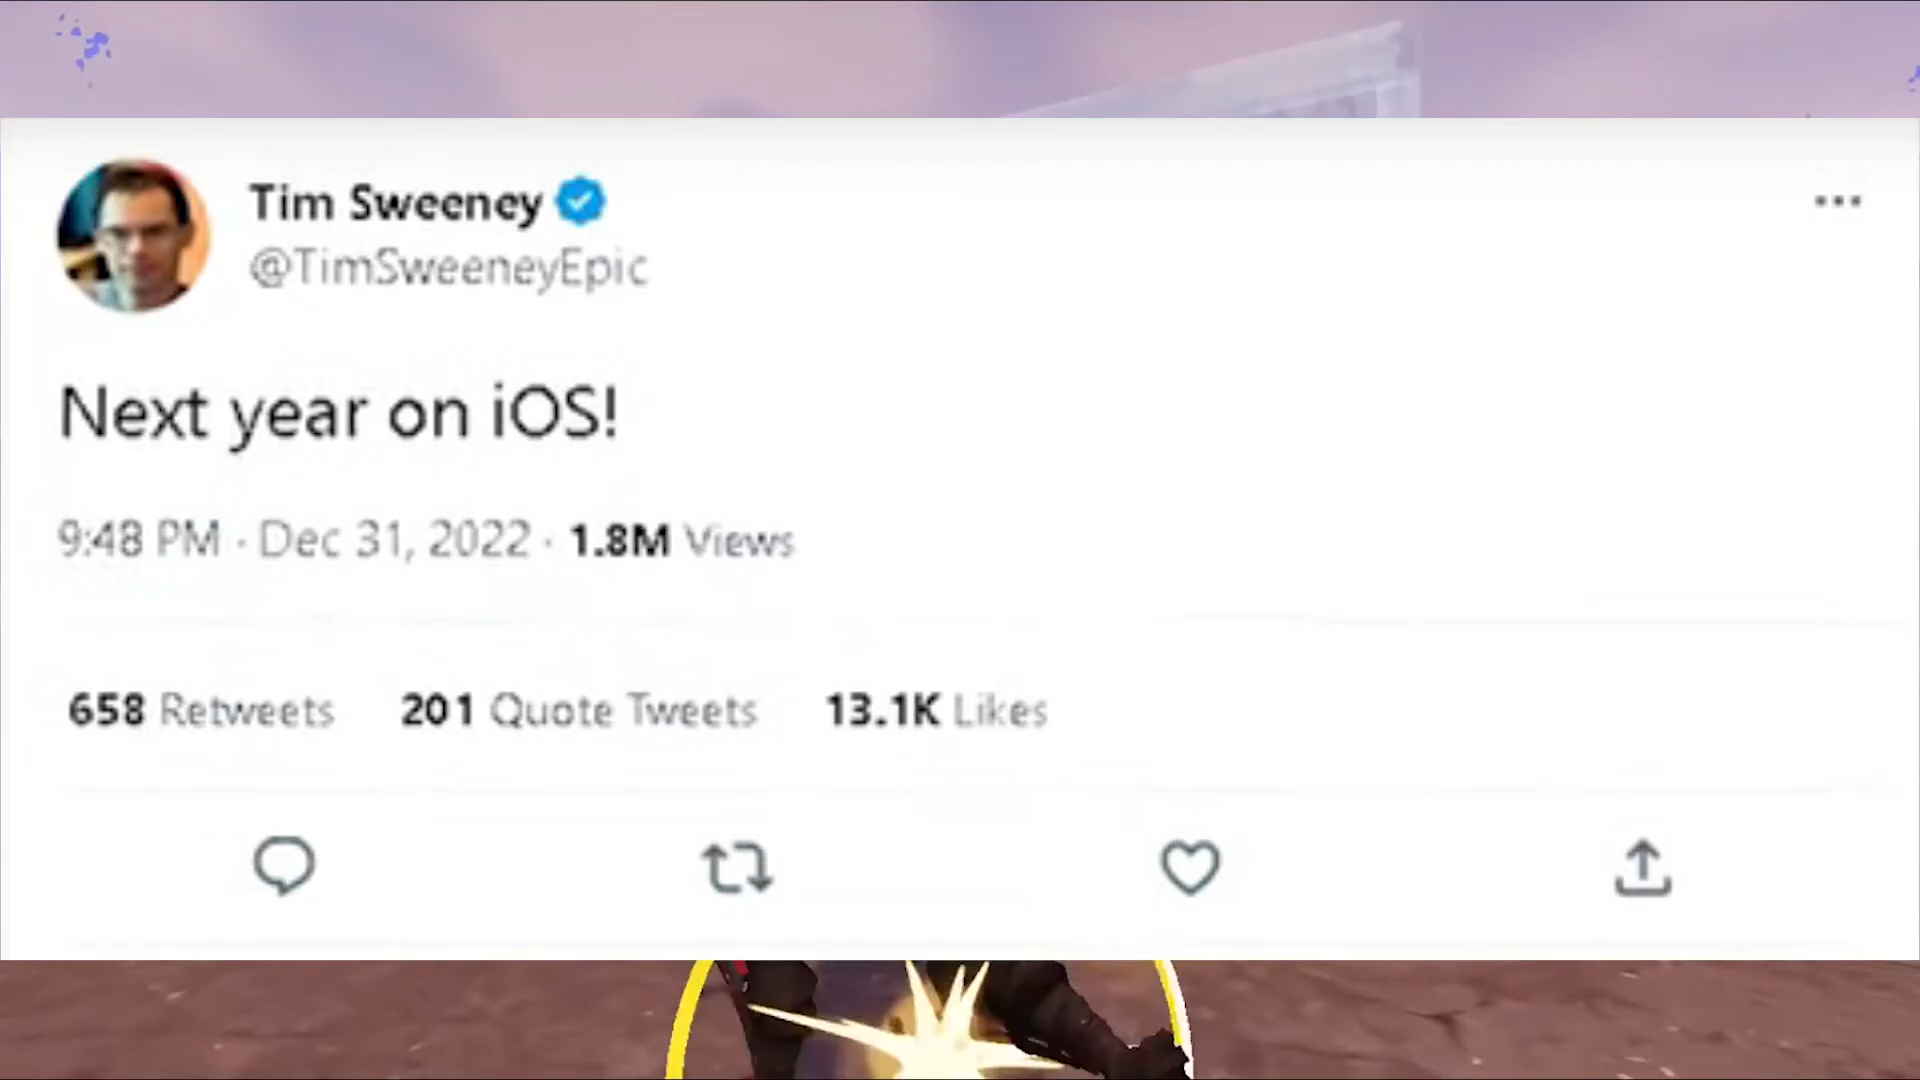 Tim Sweeney
@TimSweeneyEpic
Next year on iOS!
9:48 PM · Dec 31, 2022 · 1.8M Views
658 Retweets 201 Quote Tweets 13.1K Likes